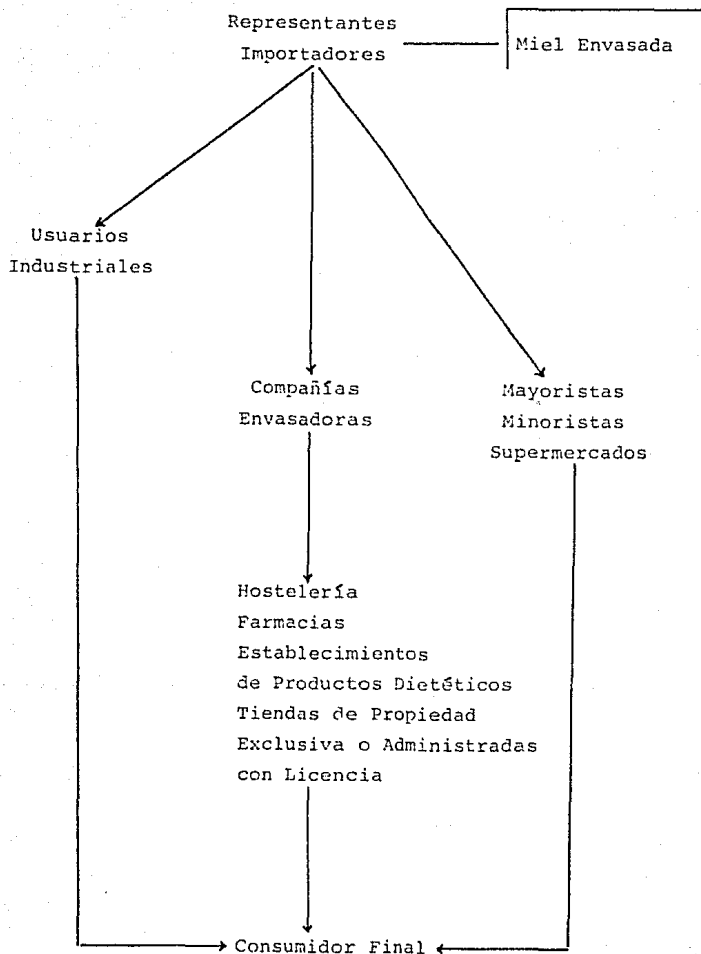 Representantes
Importadores
Miel Envasada
Usuarios
Industriales
Compañías
Envasadoras
Mayoristas
Minoristas
Supermercados
Hostelería
Farmacias
Establecimientos
de Productos Dietéticos
Tiendas de Propiedad
Exclusiva o Administradas
con Licencia
Consumidor Final